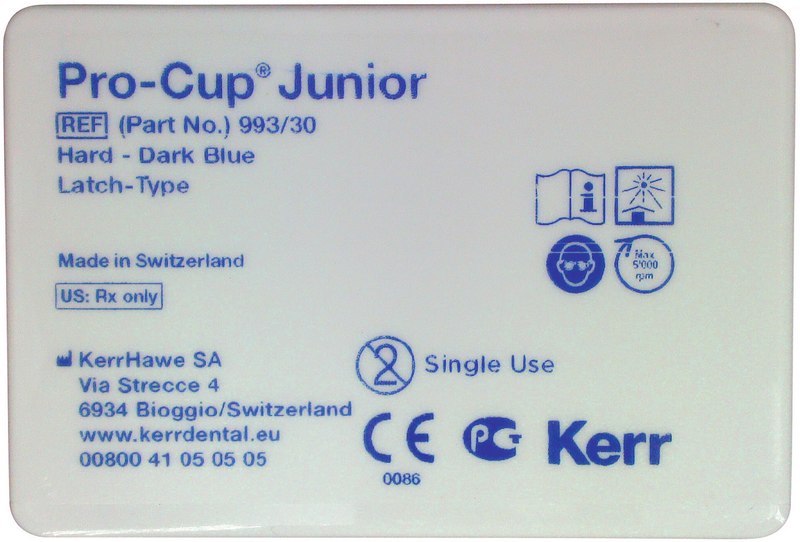 Pro-Cup® Junior
REF (Part No.) 993/30
Hard - Dark Blue
Latch-Type
i
Max
5'000
rpm
Made in Switzerland
US: Rx only
KerrHawe SA
Via Strecce 4
6934 Bioggio/Switzerland
www.kerrdental.eu
00800 41 05 05 05
2 Single Use
CE
0086
PCT
Kerr